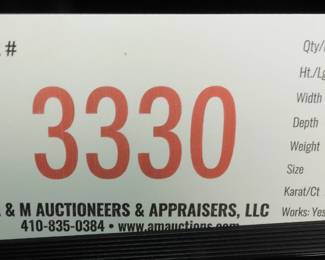 #
Qty/
Ht./Lg
Width
3330
Depth
Weight
Size
Karat/Ct
& M AUCTIONEERS & APPRAISERS, LLC
Works: Yes
410-835-0384 • www.amauctions.com